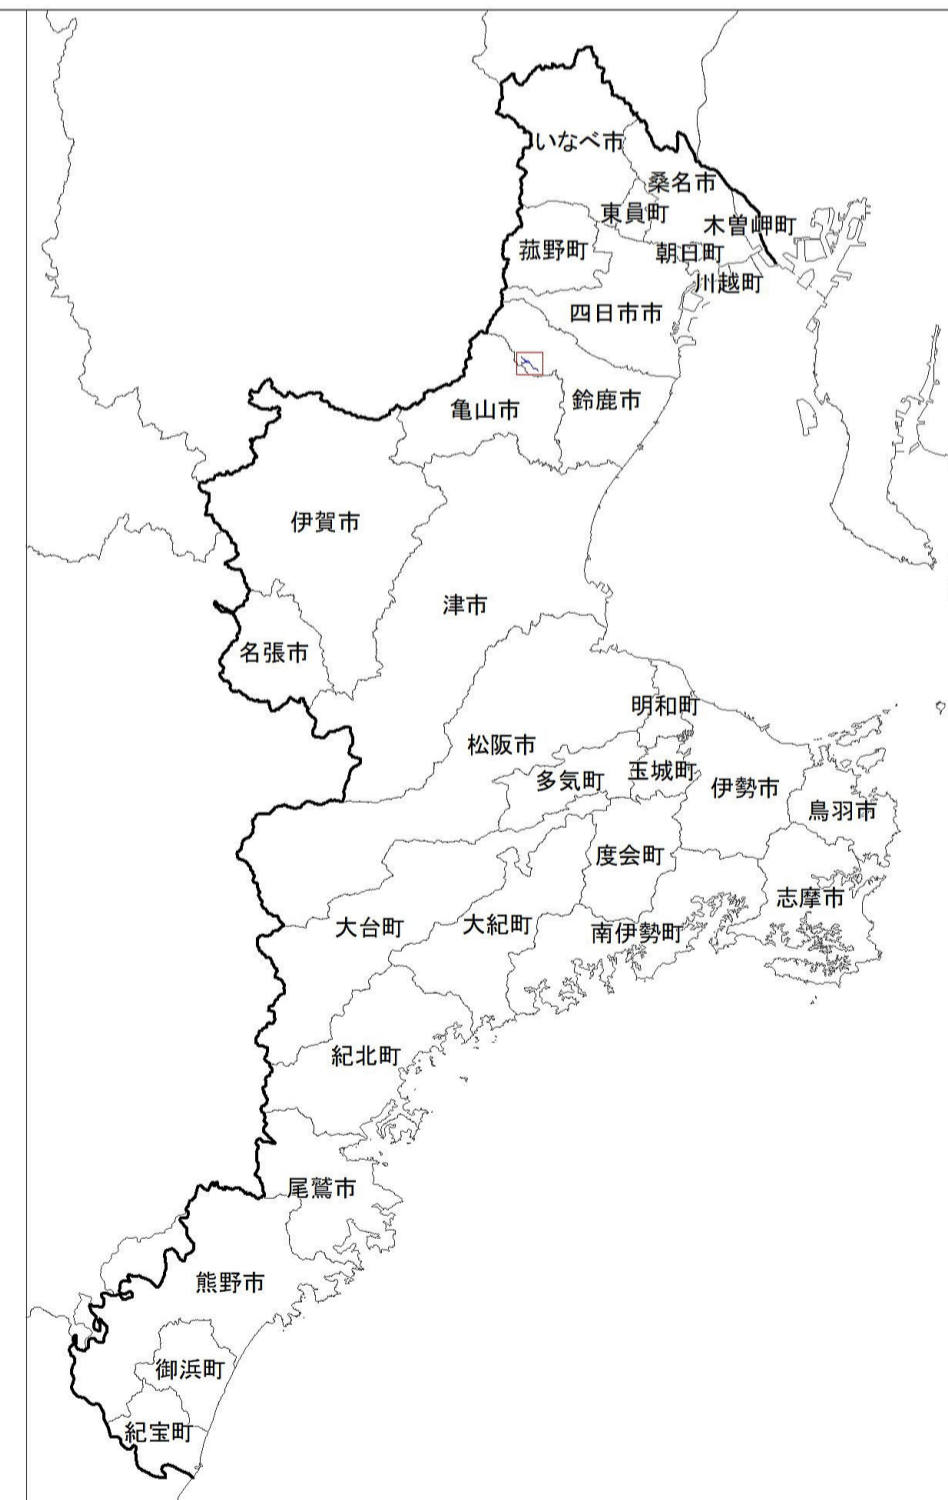 いなべ市
桑名市
東員町
木曽岬町
菰野町
朝日町
川越町
四日市市
鈴鹿市
亀山市
伊賀市
津市
名張市
明和町
松阪市
玉城町
多気町
伊勢市
鳥羽市
度会町
志摩市
大台町
大紀町
南伊勢町
紀北町
尾鷲市
熊野市
御浜町
紀宝町